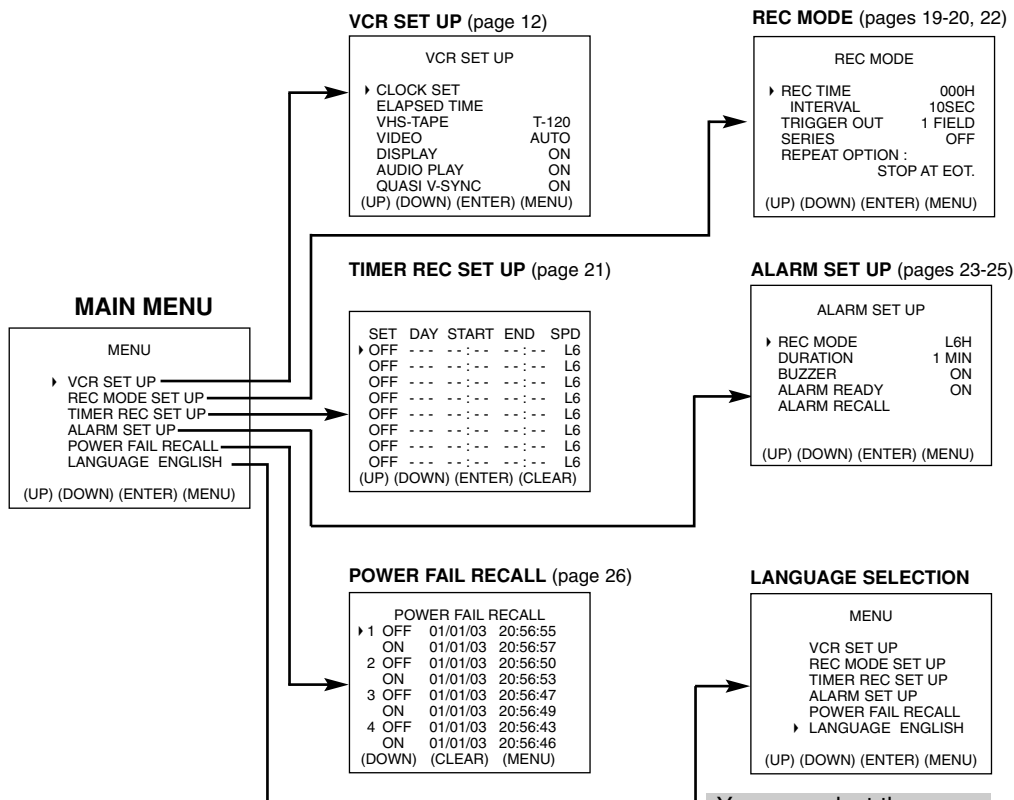 VCR SET UP (page 12)
VCR SET UP
CLOCK SET
ELAPSED TIME
VHS-TAPE T-120
VIDEO AUTO
DISPLAY ON
AUDIO PLAY ON
QUASI V-SYNC ON
(UP) (DOWN) (ENTER) (MENU)
REC MODE (pages 19-20, 22)
REC MODE
REC TIME 000H
INTERVAL 10SEC
TRIGGER OUT 1 FIELD
SERIES OFF
REPEAT OPTION :
STOP AT EOT.
(UP) (DOWN) (ENTER) (MENU)
MAIN MENU
MENU
VCR SET UP
REC MODE SET UP
TIMER REC SET UP
ALARM SET UP
POWER FAIL RECALL
LANGUAGE ENGLISH
(UP) (DOWN) (ENTER) (MENU)
TIMER REC SET UP (page 21)
SET DAY START END SPD
OFF - - - - - : - - - - : - - L6
OFF - - - - - : - - - - : - - L6
OFF - - - - - : - - - - : - - L6
OFF - - - - - : - - - - : - - L6
OFF - - - - - : - - - - : - - L6
OFF - - - - - : - - - - : - - L6
OFF - - - - - : - - - - : - - L6
OFF - - - - - : - - - - : - - L6
(UP) (DOWN) (ENTER) (CLEAR)
ALARM SET UP (pages 23-25)
ALARM SET UP
REC MODE L6H
DURATION 1 MIN
BUZZER ON
ALARM READY ON
ALARM RECALL
(UP) (DOWN) (ENTER) (MENU)
POWER FAIL RECALL (page 26)
POWER FAIL RECALL
1 OFF 01/01/03 20:56:55
ON 01/01/03 20:56:57
2 OFF 01/01/03 20:56:50
ON 01/01/03 20:56:53
3 OFF 01/01/03 20:56:47
ON 01/01/03 20:56:49
4 OFF 01/01/03 20:56:43
ON 01/01/03 20:56:46
(DOWN) (CLEAR) (MENU)
LANGUAGE SELECTION
MENU
VCR SET UP
REC MODE SET UP
TIMER REC SET UP
ALARM SET UP
POWER FAIL RECALL
LANGUAGE ENGLISH
(UP) (DOWN) (ENTER) (MENU)